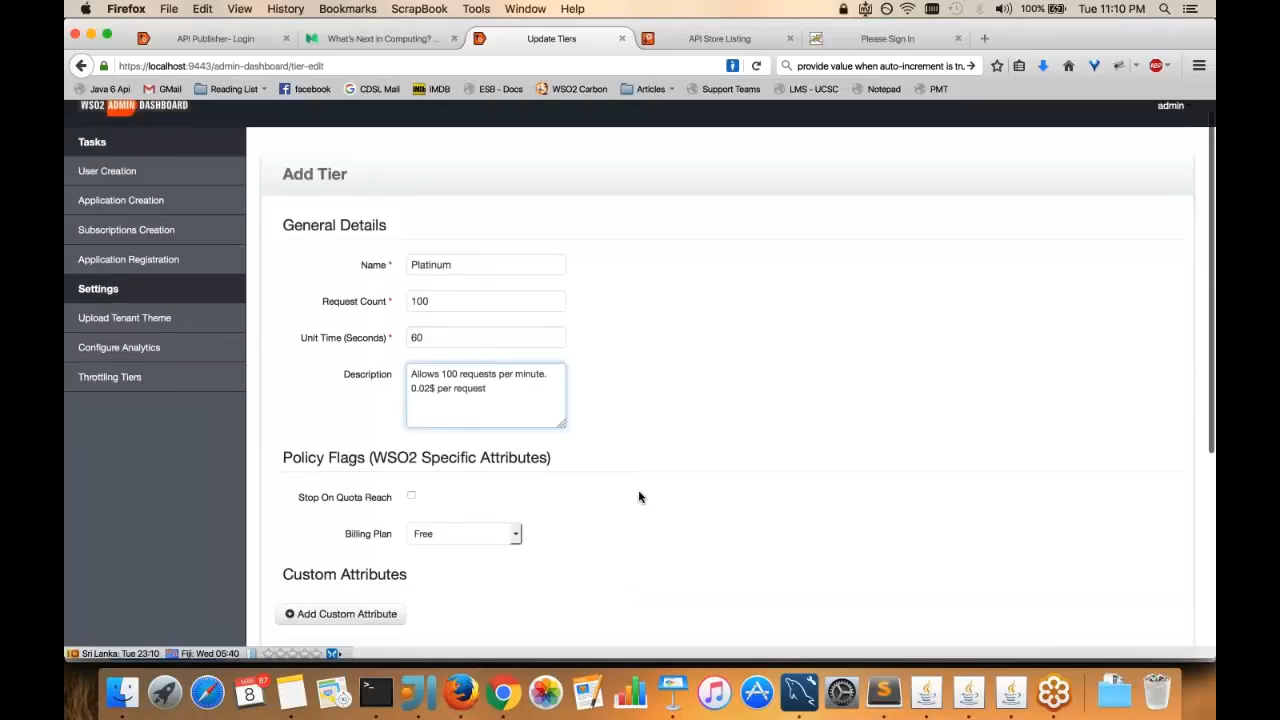 Firefox File Edit View History Bookmarks ScrapBook Tools Window Help 100% Tue 11:10 PM
API Publisher- Login × What's Next in Computing?... × Update Tiers × API Store Listing × Please Sign In × +
https://localhost:9443/admin-dashboard/tier-edit provide value when auto-increment is tru
Java 6 Api GMail Reading List facebook CDSL Mail IMDB ESB - Docs WSO2 Carbon Articles Support Teams LMS - UCSC Notepad PMT
WSO2 ADMIN DASHBOARD admin
Tasks
User Creation
Application Creation
Subscriptions Creation
Application Registration
Settings
Upload Tenant Theme
Configure Analytics
Throttling Tiers
Add Tier
General Details
Name * Platinum
Request Count * 100
Unit Time (Seconds) * 60
Description Allows 100 requests per minute.
0.02$ per request
Policy Flags (WSO2 Specific Attributes)
Stop On Quota Reach
Billing Plan Free
Custom Attributes
Add Custom Attribute
Sri Lanka: Tue 23:10 Fiji: Wed 05:40
MAR 8